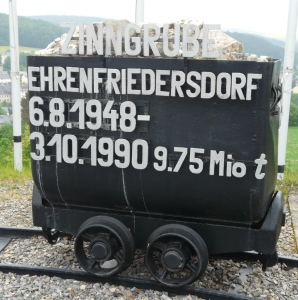 ZINNGRUBE
EHRENFRIEDERSDORF
6.8.1948-
3.10.1990 9.75 Mio t